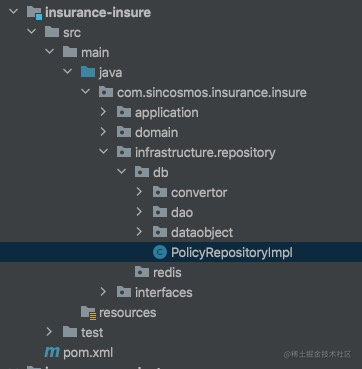 insurance-insure
src
main
java
com.sincosmos.insurance.insure
application
domain
infrastructure.repository
db
convertor
dao
dataobject
PolicyRepositoryImpl
redis
interfaces
resources
test
pom.xml
@稀土掘金技术社区